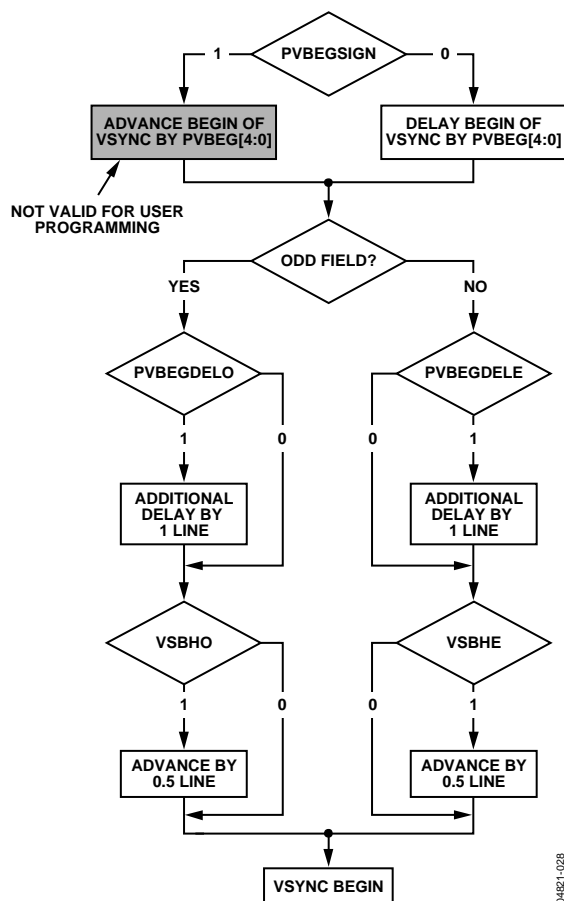 PVBEGSIGN
1
0
ADVANCE BEGIN OF
VSYNC BY PVBEG[4:0]
DELAY BEGIN OF
VSYNC BY PVBEG[4:0]
NOT VALID FOR USER
PROGRAMMING
ODD FIELD?
YES
NO
PVBEGDELO
PVBEGDELE
1
0
0
1
ADDITIONAL
DELAY BY
1 LINE
ADDITIONAL
DELAY BY
1 LINE
VSBHO
VSBHE
1
0
0
1
ADVANCE BY
0.5 LINE
ADVANCE BY
0.5 LINE
VSYNC BEGIN
04821-028